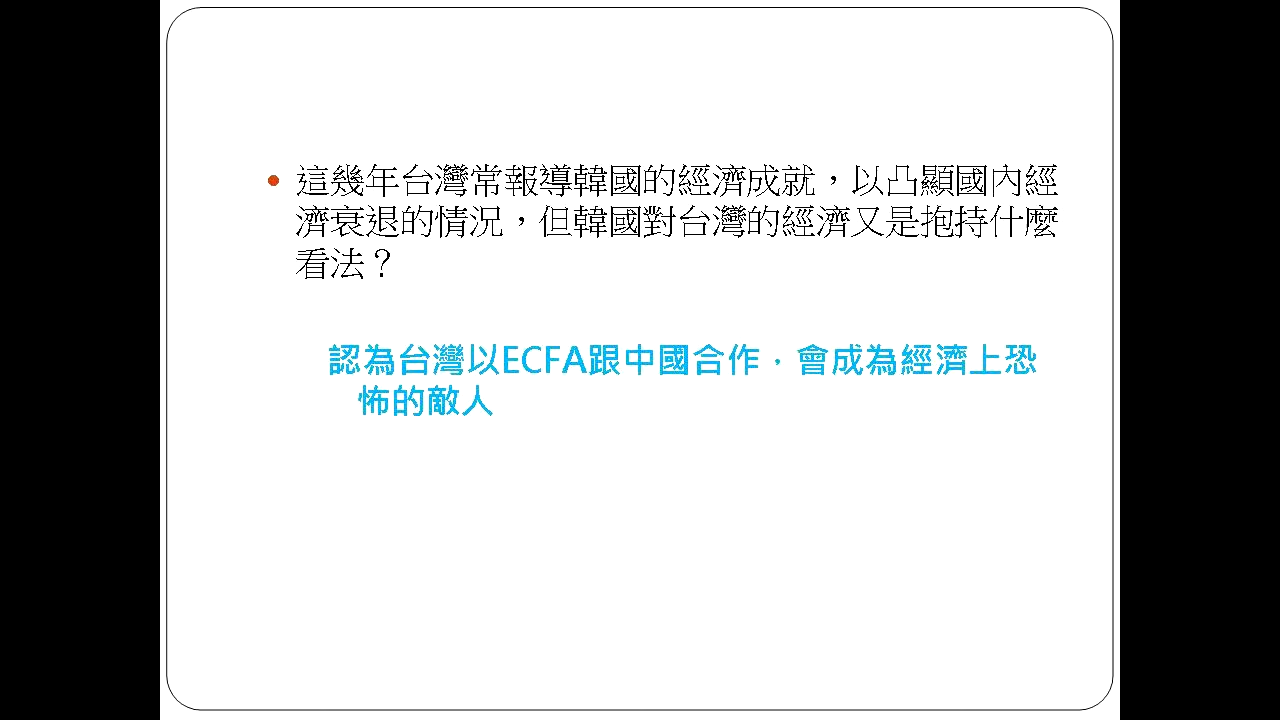 這幾年台灣常報導韓國的經濟成就，以凸顯國內經
濟衰退的情況，但韓國對台灣的經濟又是抱持什麼
看法？
認為台灣以ECFA跟中國合作，會成為經濟上恐
怖的敵人